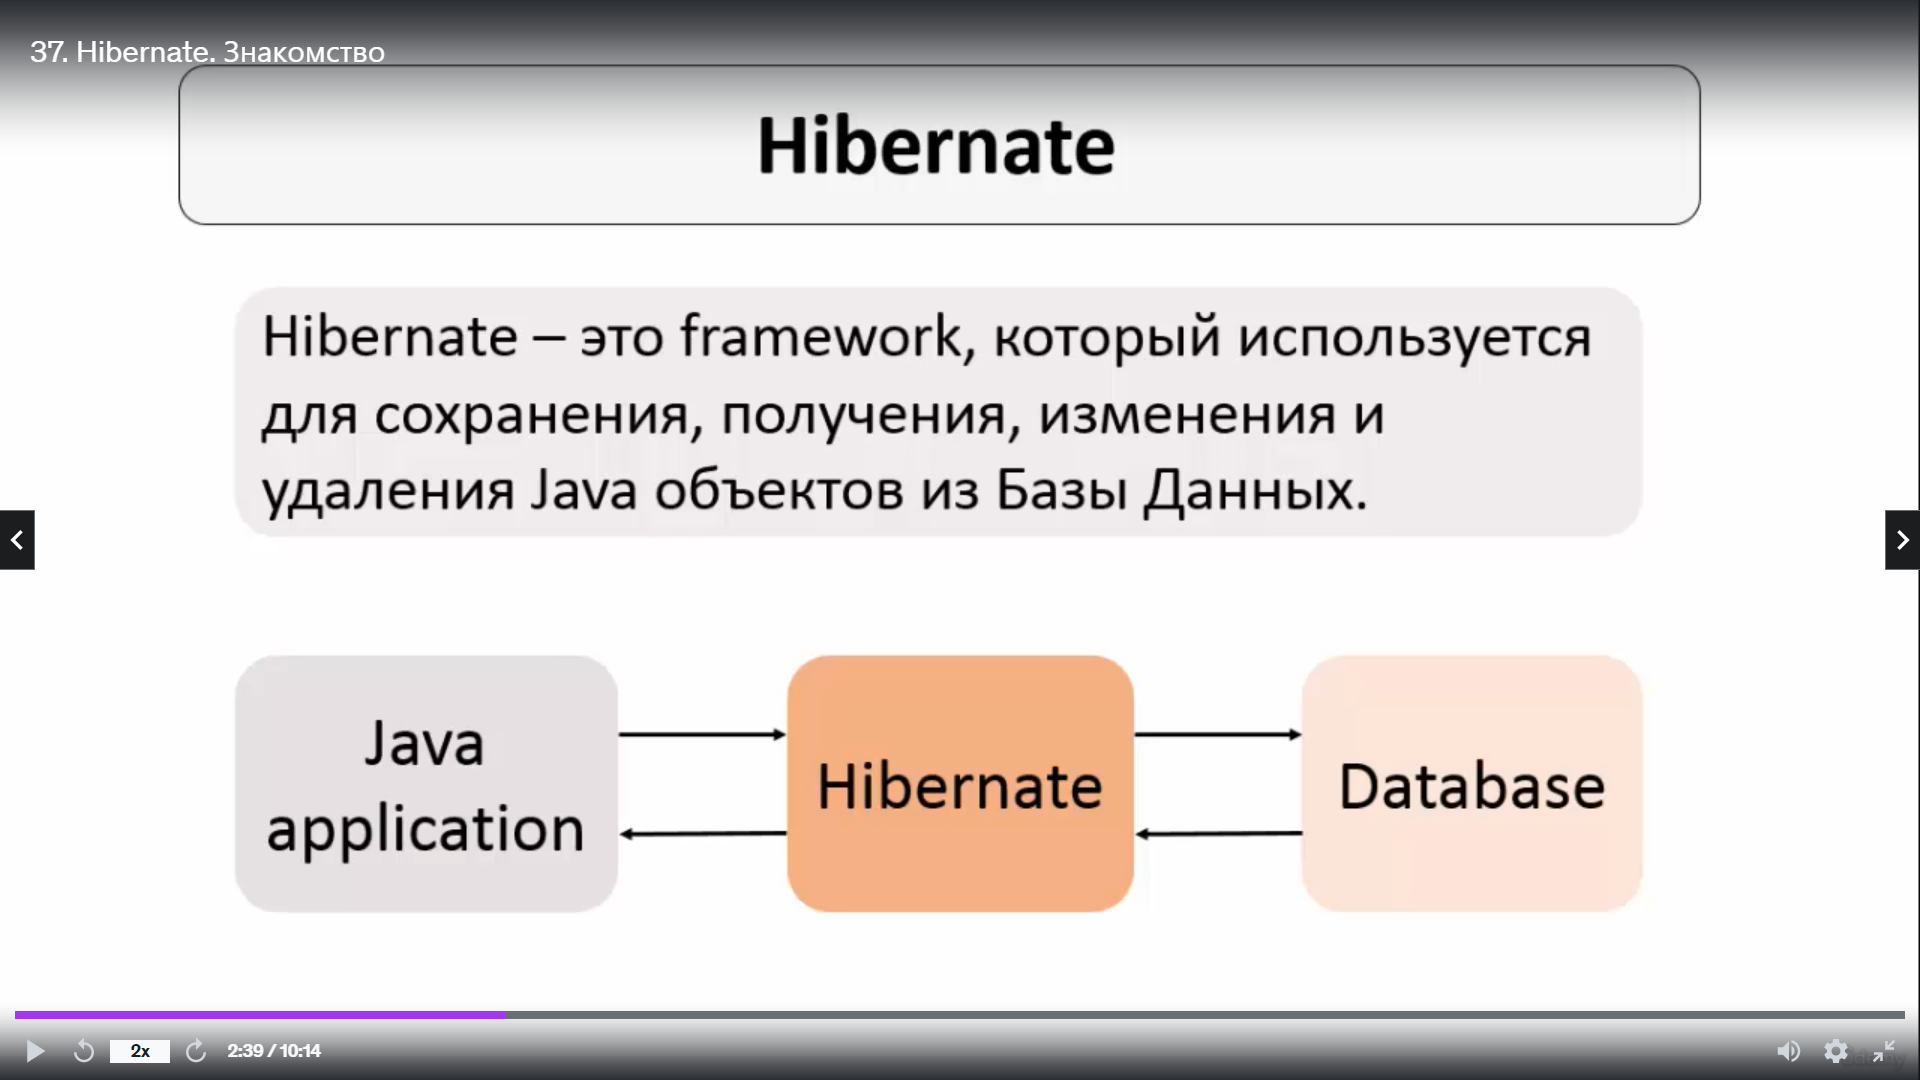 37. Hibernate. Знакомство
Hibernate
Hibernate – это framework, который используется
для сохранения, получения, изменения и
удаления Java объектов из Базы Данных.
Java
application
Hibernate
Database
2x
2:39 / 10:14